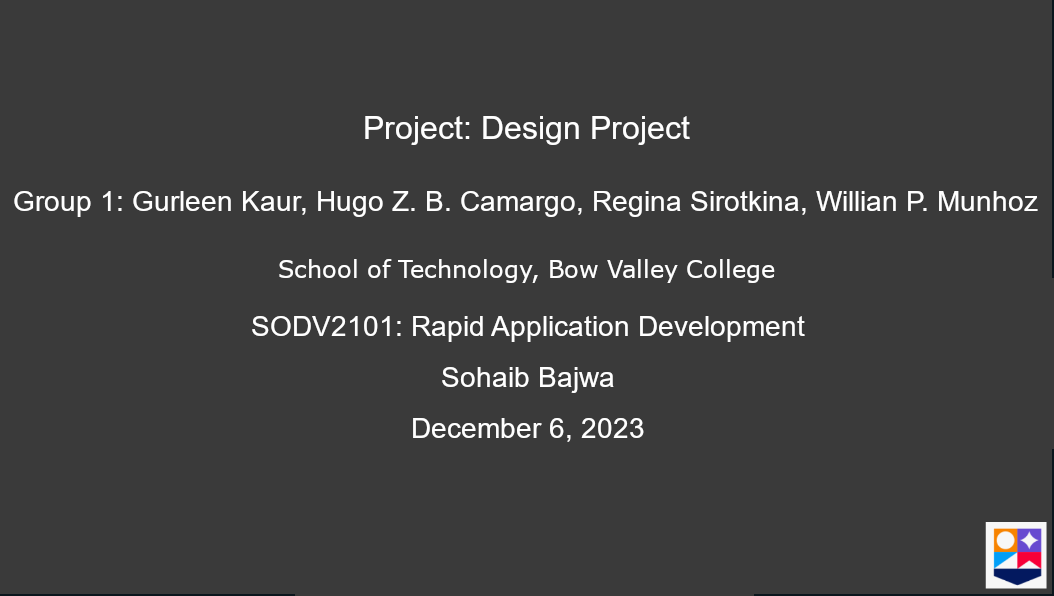 Project: Design Project
Group 1: Gurleen Kaur, Hugo Z. B. Camargo, Regina Sirotkina, Willian P. Munhoz
School of Technology, Bow Valley College
SODV2101: Rapid Application Development
Sohaib Bajwa
December 6, 2023